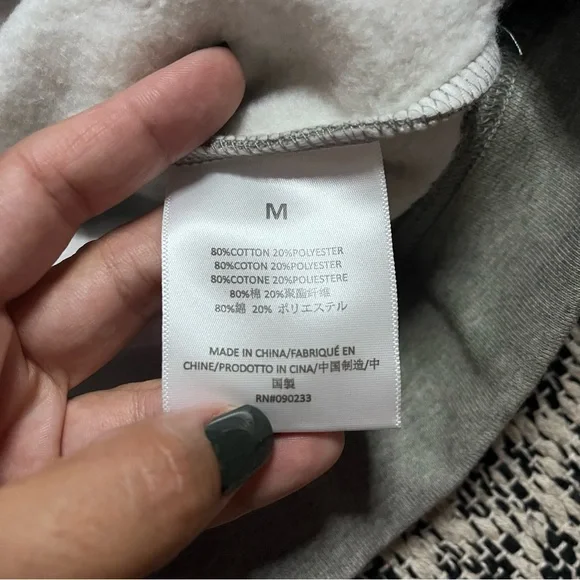 M
80%COTTON 20%POLYESTER
80%COTON 20%POLYESTER
80%COTONE 20%POLIESTERE
80%棉 20%聚酯纤维
80%綿 20% ポリエステル
MADE IN CHINA/FABRIQUÉ EN
CHINE/PRODOTTO IN CINA/中国制造/中
国製
RN#090233